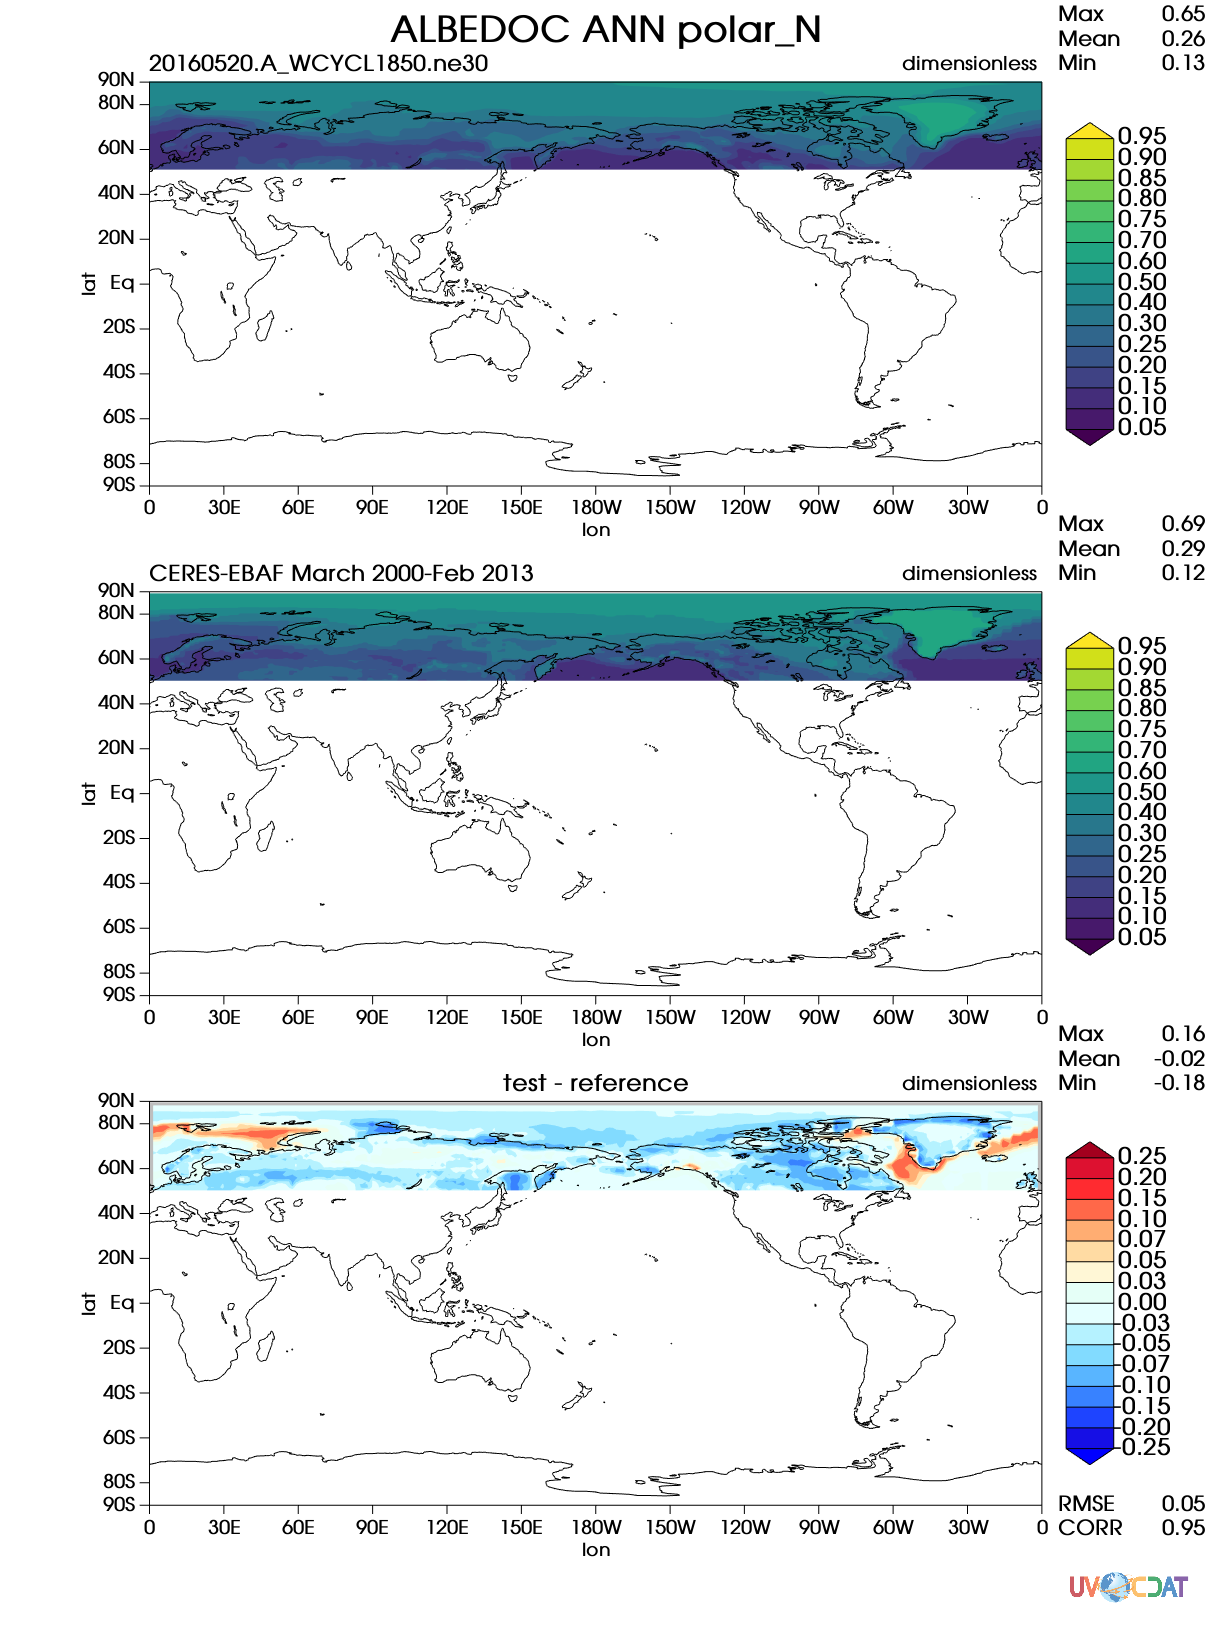 ALBEDOC ANN polar_N
Max 0.65
Mean 0.26
Min 0.13
20160520.A_WCYCL1850.ne30 dimensionless
90N
80N
60N
40N
20N
Eq
20S
40S
60S
80S
90S
lat
0 30E 60E 90E 120E 150E 180W 150W 120W 90W 60W 30W 0
lon
0.95
0.90
0.85
0.80
0.75
0.70
0.60
0.50
0.40
0.30
0.25
0.20
0.15
0.10
0.05
Max 0.69
Mean 0.29
Min 0.12
CERES-EBAF March 2000-Feb 2013 dimensionless
90N
80N
60N
40N
20N
Eq
20S
40S
60S
80S
90S
lat
0 30E 60E 90E 120E 150E 180W 150W 120W 90W 60W 30W 0
lon
0.95
0.90
0.85
0.80
0.75
0.70
0.60
0.50
0.40
0.30
0.25
0.20
0.15
0.10
0.05
Max 0.16
Mean -0.02
Min -0.18
test - reference dimensionless
90N
80N
60N
40N
20N
Eq
20S
40S
60S
80S
90S
lat
0 30E 60E 90E 120E 150E 180W 150W 120W 90W 60W 30W 0
lon
0.25
0.20
0.15
0.10
0.07
0.05
0.03
0.00
-0.03
-0.05
-0.07
-0.10
-0.15
-0.20
-0.25
RMSE 0.05
CORR 0.95
UV CDAT